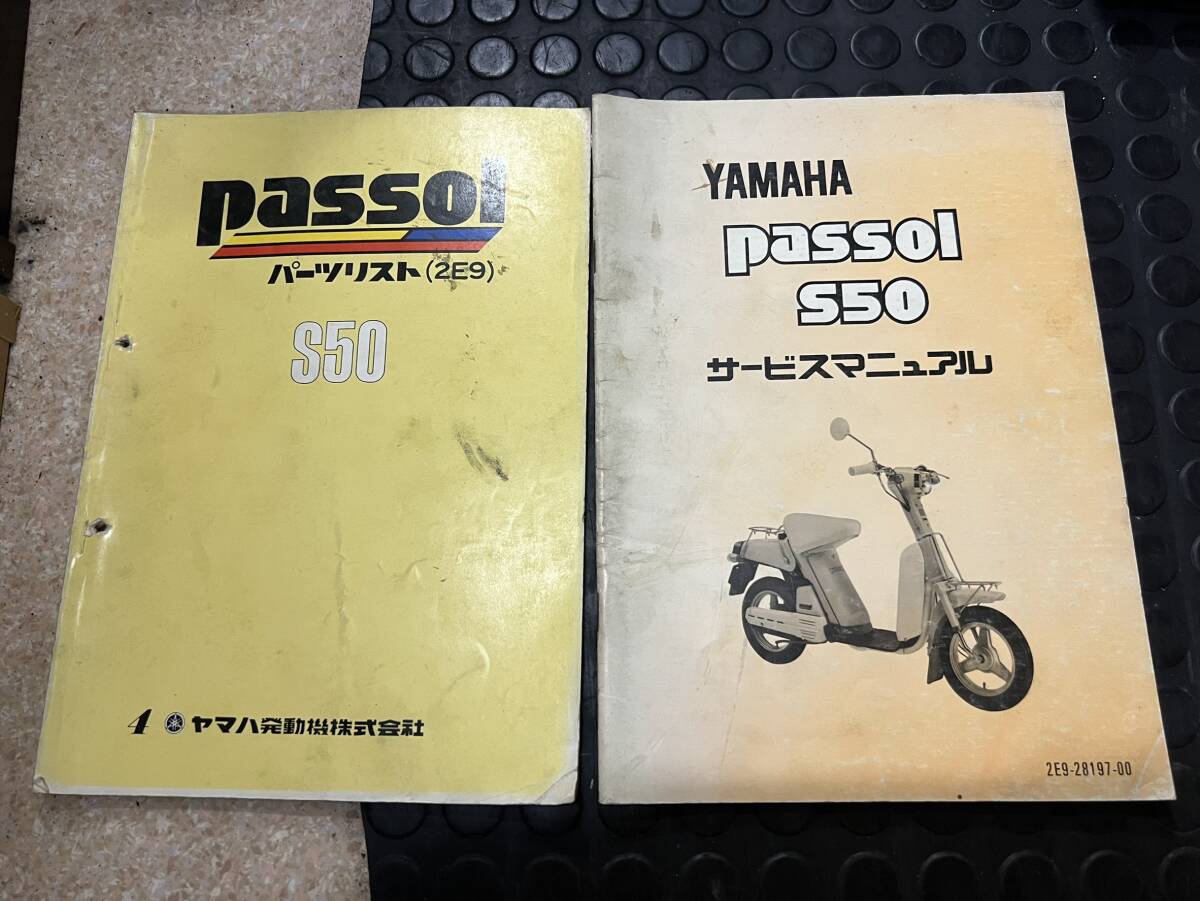 passol
パーツリスト(2E9)
S50
4 ヤマハ発動機株式会社
YAMAHA
passol
S50
サービスマニュアル
2E9-28197-00